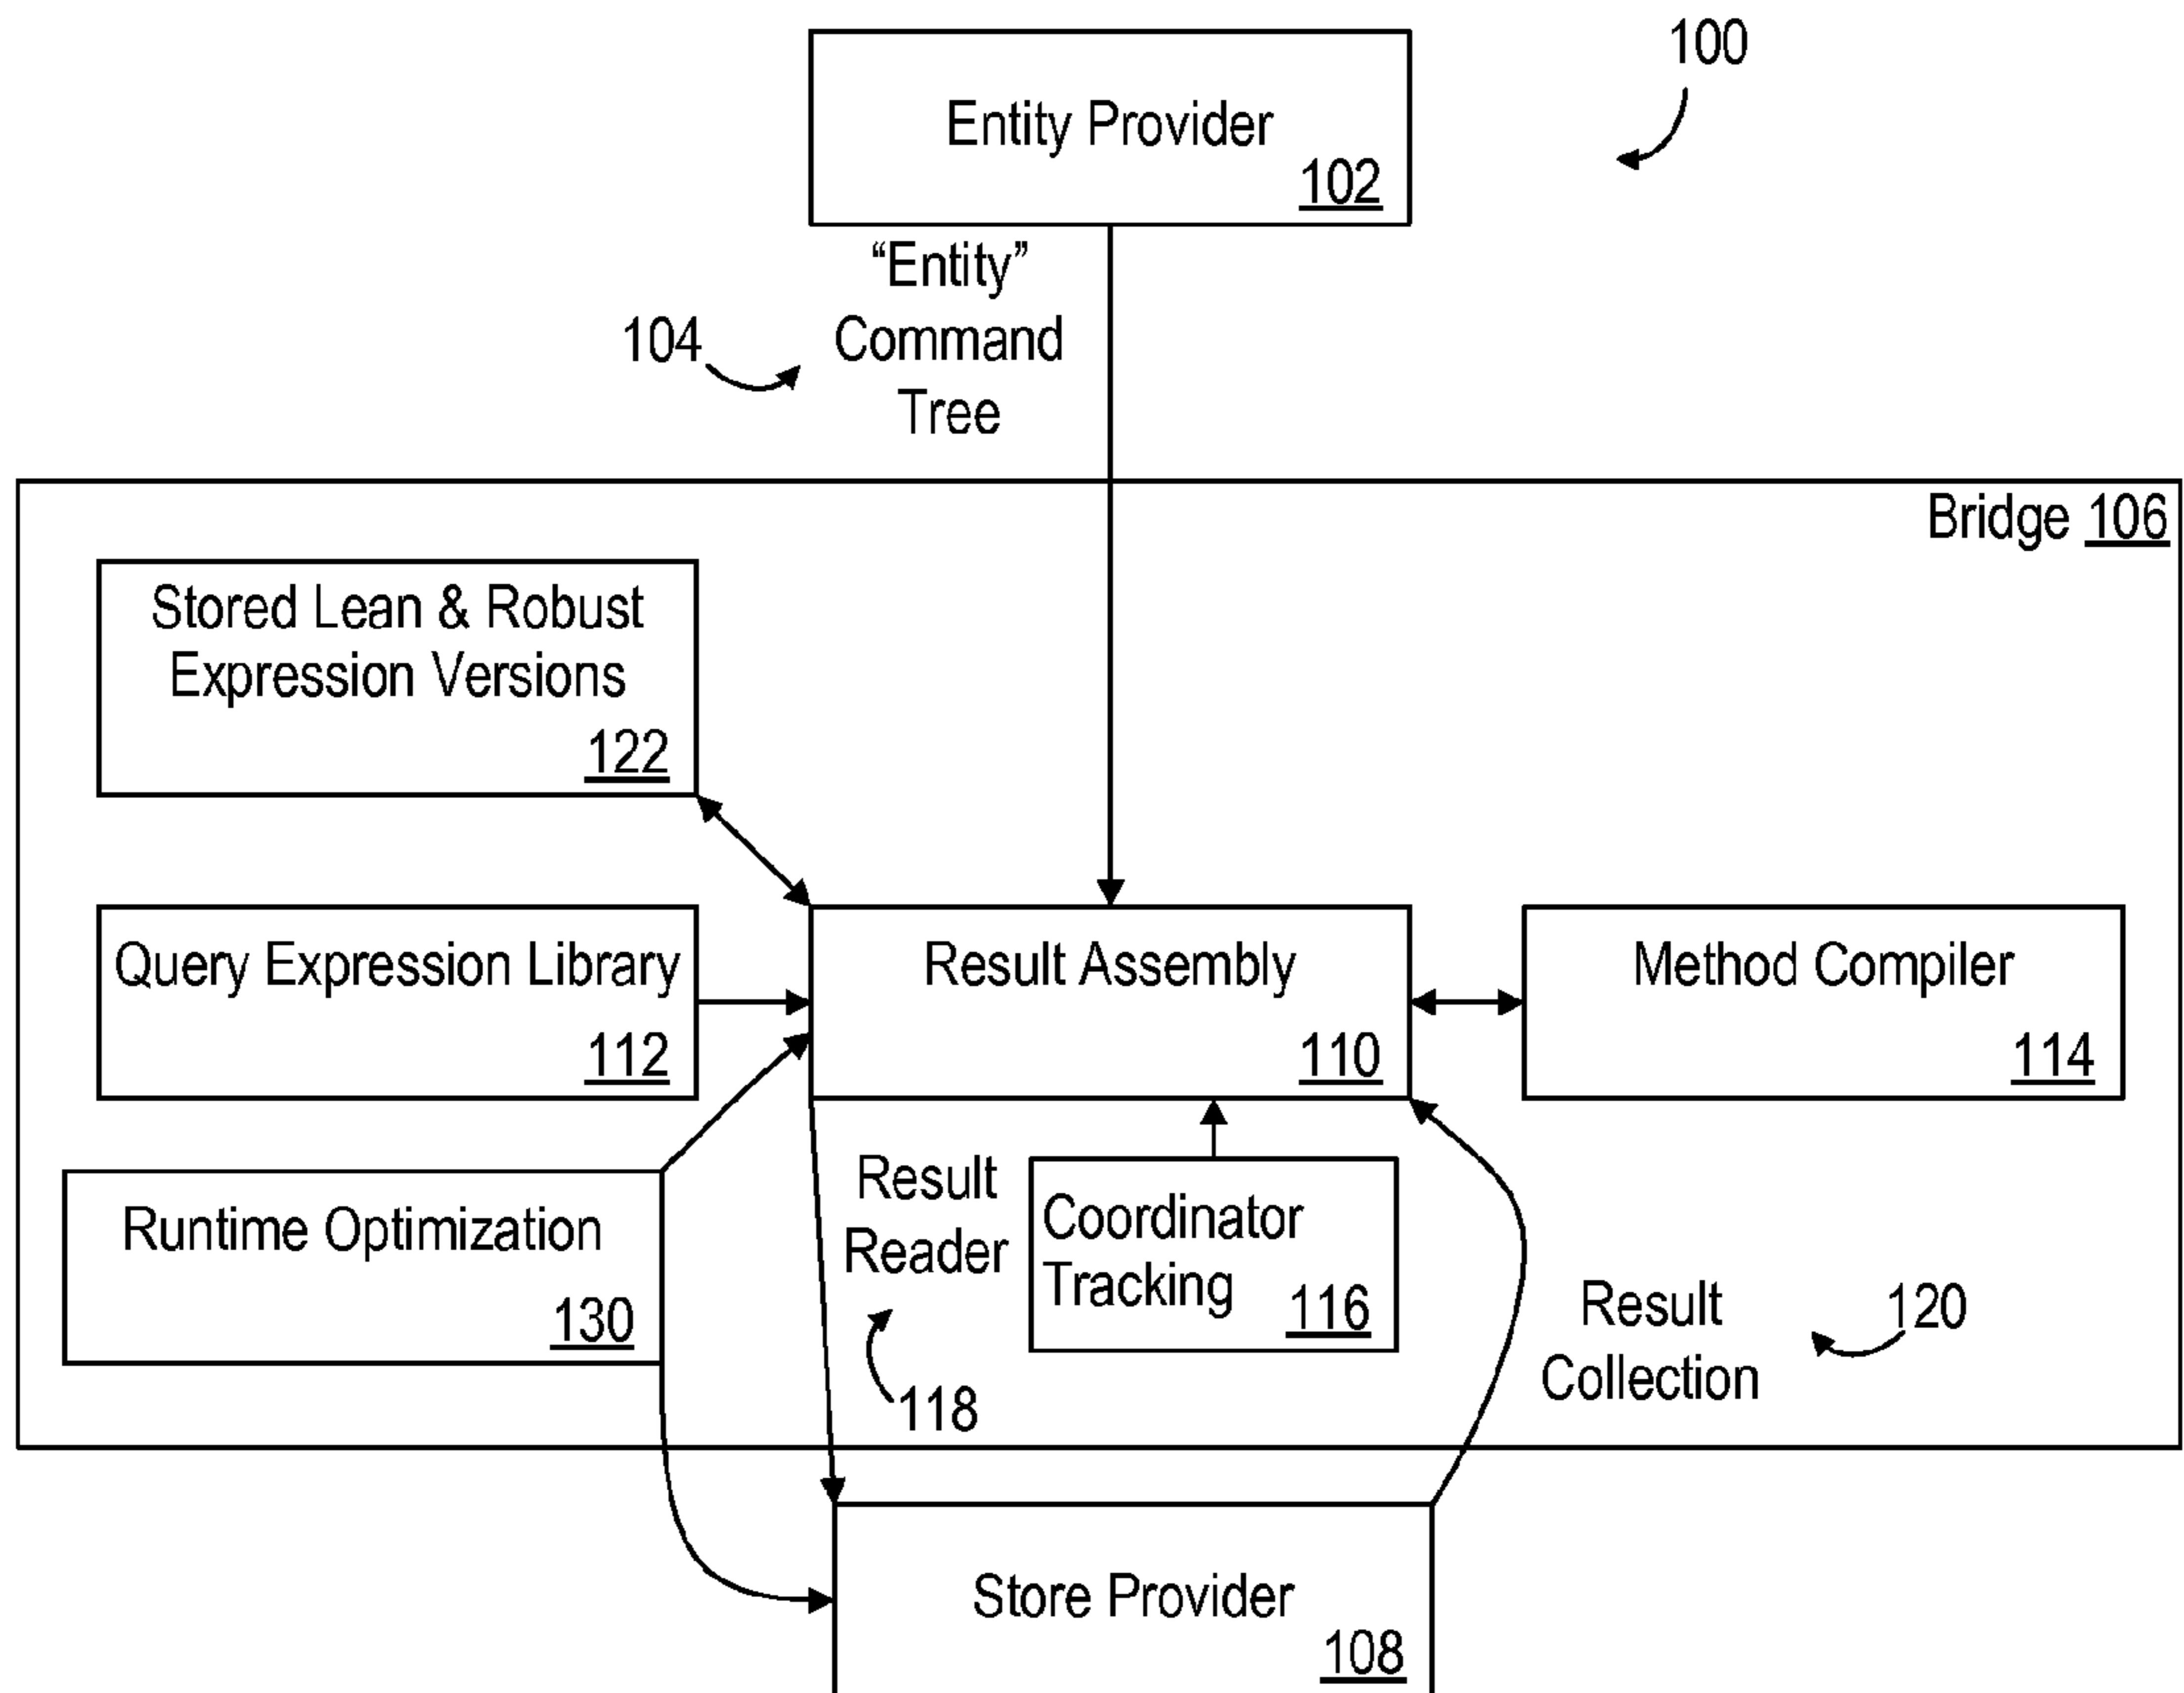 100
Entity Provider
102
“Entity”
Command
Tree
104
Bridge 106
Stored Lean & Robust
Expression Versions
122
Query Expression Library
112
Result Assembly
110
Method Compiler
114
Runtime Optimization
130
Result
Reader
118
Coordinator
Tracking
116
Result
Collection
120
Store Provider
108